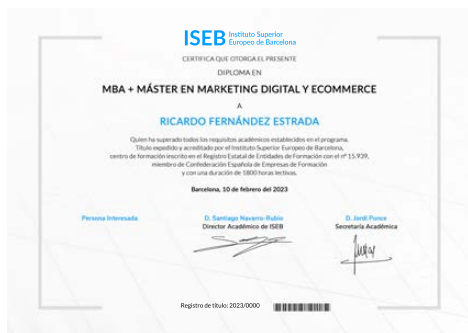 ISEB Instituto Superior
Europeo de Barcelona
CERTIFICA QUE OTORGA EL PRESENTE
DIPLOMA EN
MBA + MÁSTER EN MARKETING DIGITAL Y ECOMMERCE
A
RICARDO FERNÁNDEZ ESTRADA
Quien ha superado todos los requisitos académicos establecidos en el programa.
Título expedido y acreditado por el Instituto Superior Europeo de Barcelona,
centro de formación inscrito en el Registro Estatal de Entidades de Formación con el nº 15.939,
miembro de Confederación Española de Empresas de Formación
y con una duración de 1800 horas lectivas.
Barcelona, 10 de febrero del 2023
Persona Interesada
D. Santiago Navarro-Rubio
Director Académico de ISEB
D. Jordi Ponce
Secretaría Académica
Registro de título: 2023/0000